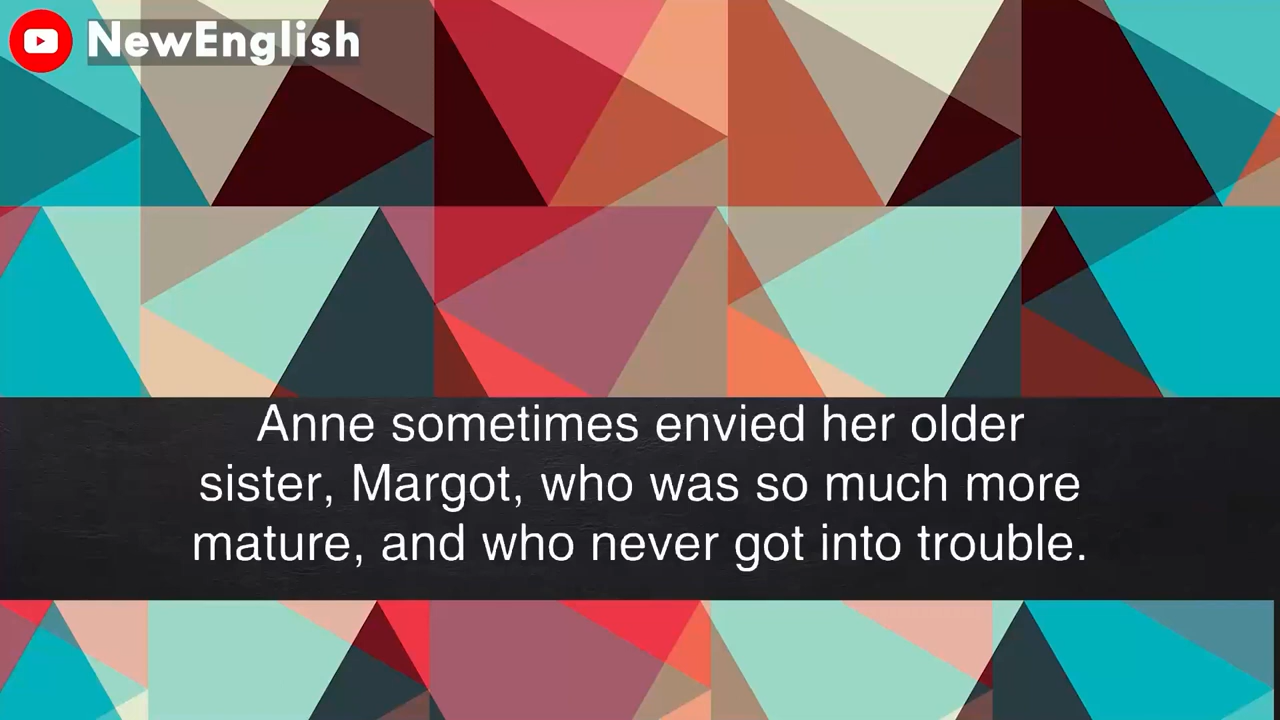 NewEnglish
Anne sometimes envied her older
sister, Margot, who was so much more
mature, and who never got into trouble.